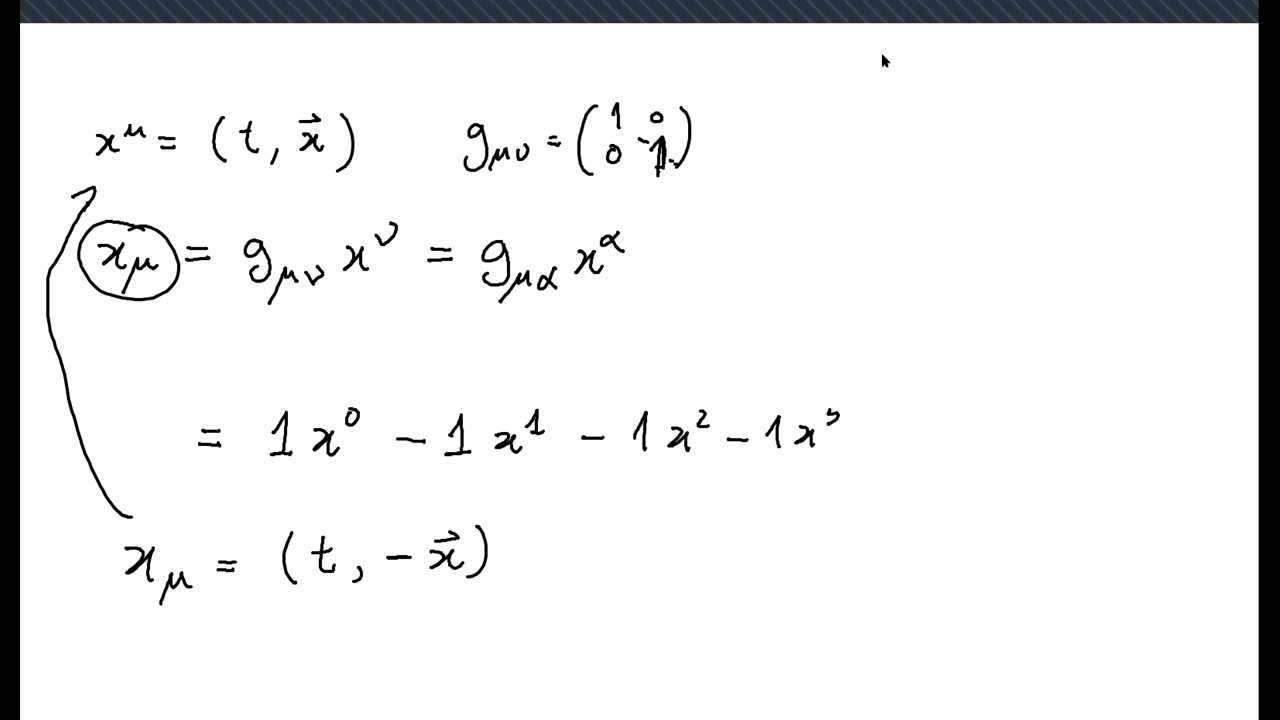 x^μ = (t, x⃗) g_μν = (1 0
0 -1)
x_μ = g_μν x^ν = g_μα x^α
= 1x^0 - 1x^1 - 1x^2 - 1x^3
x_μ = (t, -x⃗)